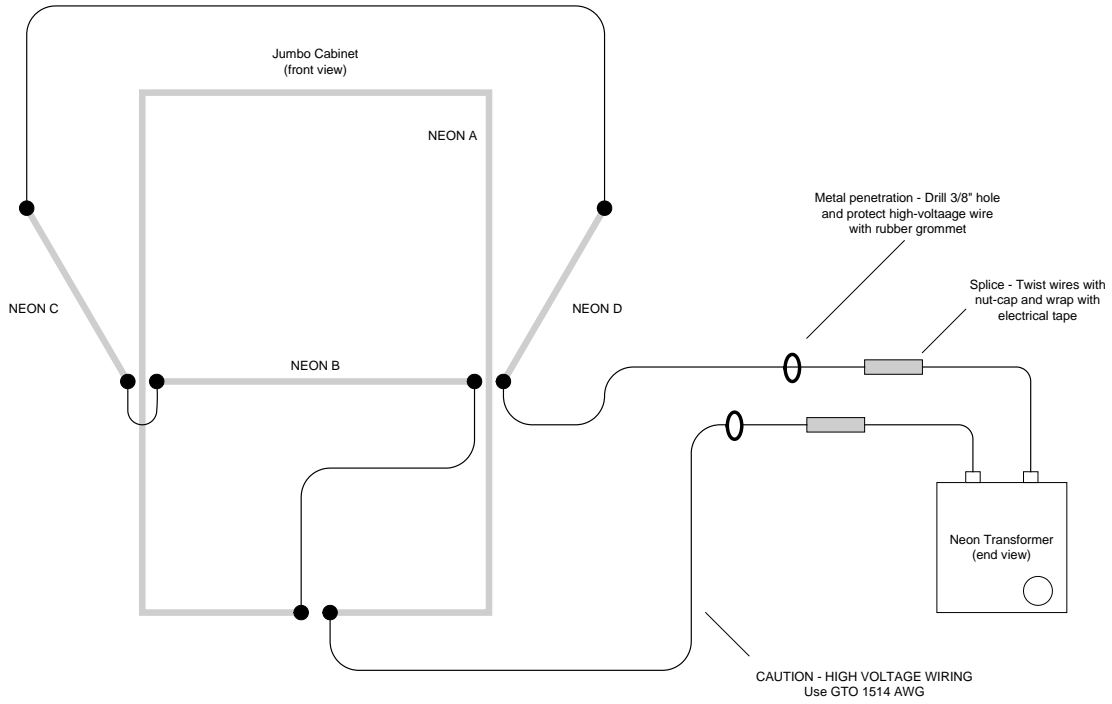 Jumbo Cabinet
(front view)
NEON A
Metal penetration - Drill 3/8" hole
and protect high-voltaage wire
with rubber grommet
Splice - Twist wires with
nut-cap and wrap with
electrical tape
NEON C
NEON D
NEON B
Neon Transformer
(end view)
CAUTION - HIGH VOLTAGE WIRING
Use GTO 1514 AWG